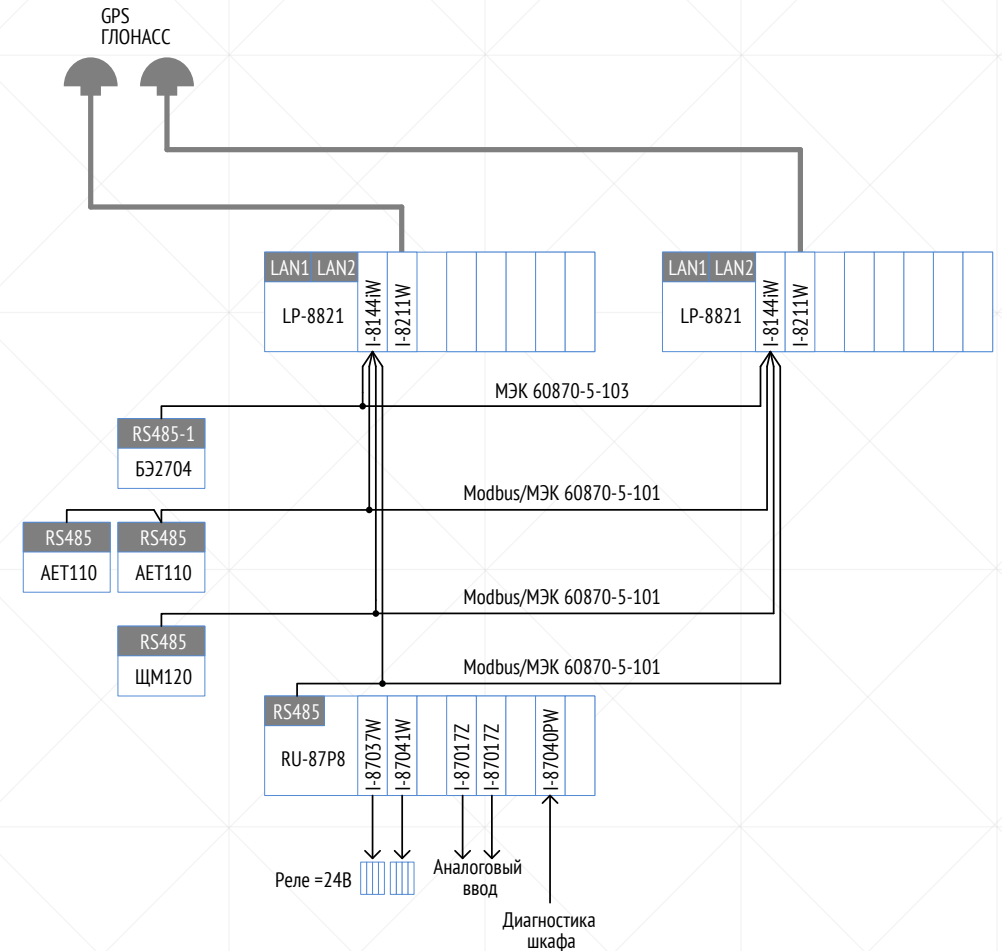 GPS
ГЛОНАСС
LAN1 LAN2
LP-8821
I-8144iW
I-8211W
LAN1 LAN2
LP-8821
I-8144iW
I-8211W
МЭК 60870-5-103
RS485-1
БЭ2704
Modbus/МЭК 60870-5-101
RS485
AET110
RS485
AET110
Modbus/МЭК 60870-5-101
RS485
ЩМ120
Modbus/МЭК 60870-5-101
RS485
RU-87P8
I-87037W
I-87041W
I-87017Z
I-87017Z
I-87040PW
Реле =24В
Аналоговый
ввод
Диагностика
шкафа